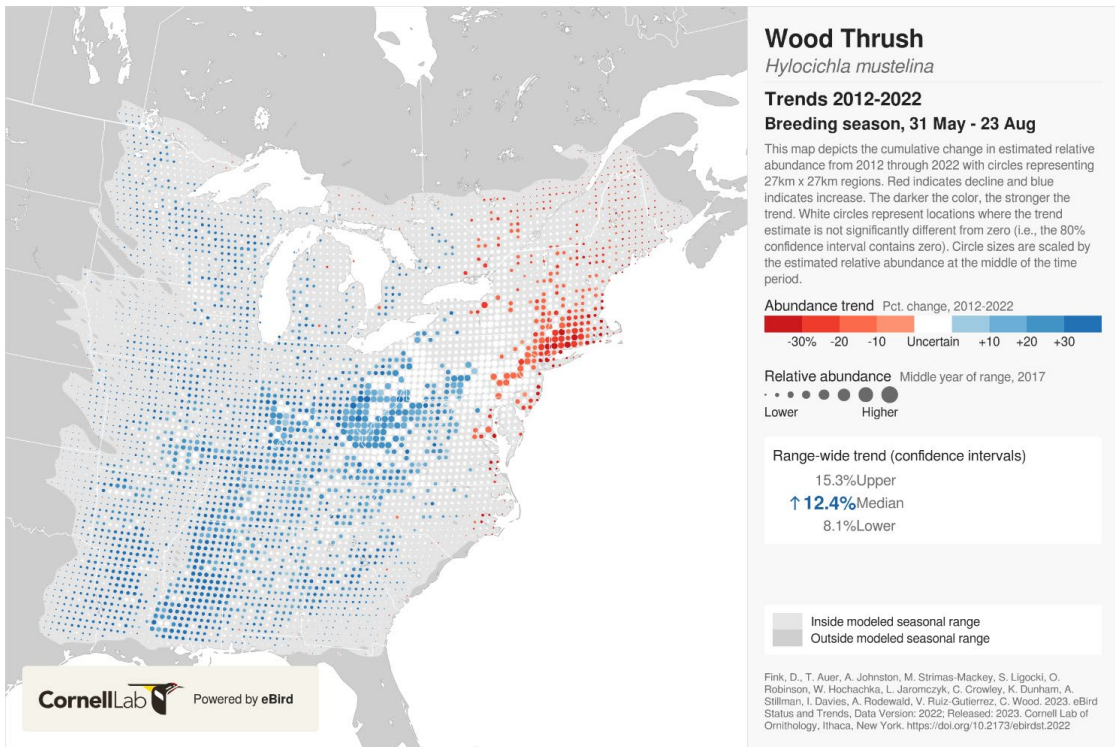 Wood Thrush
Hylocichla mustelina
Trends 2012-2022
Breeding season, 31 May - 23 Aug
This map depicts the cumulative change in estimated relative
abundance from 2012 through 2022 with circles representing
27km x 27km regions. Red indicates decline and blue
indicates increase. The darker the color, the stronger the
trend. White circles represent locations where the trend
estimate is not significantly different from zero (i.e., the 80%
confidence interval contains zero). Circle sizes are scaled by
the estimated relative abundance at the middle of the time
period.
Abundance trend Pct. change, 2012-2022
-30% -20 -10 Uncertain +10 +20 +30
Relative abundance Middle year of range, 2017
Lower Higher
Range-wide trend (confidence intervals)
15.3%Upper
↑12.4%Median
8.1%Lower
Inside modeled seasonal range
Outside modeled seasonal range
CornellLab Powered by eBird
Fink, D., T. Auer, A. Johnston, M. Strimas-Mackey, S. Ligocki, O.
Robinson, W. Hochachka, L. Jaromczyk, C. Crowley, K. Dunham, A.
Stillman, I. Davies, A. Rodewald, V. Ruiz-Gutierrez, C. Wood. 2023. eBird
Status and Trends, Data Version: 2022; Released: 2023. Cornell Lab of
Ornithology, Ithaca, New York. https://doi.org/10.2173/ebirdst.2022